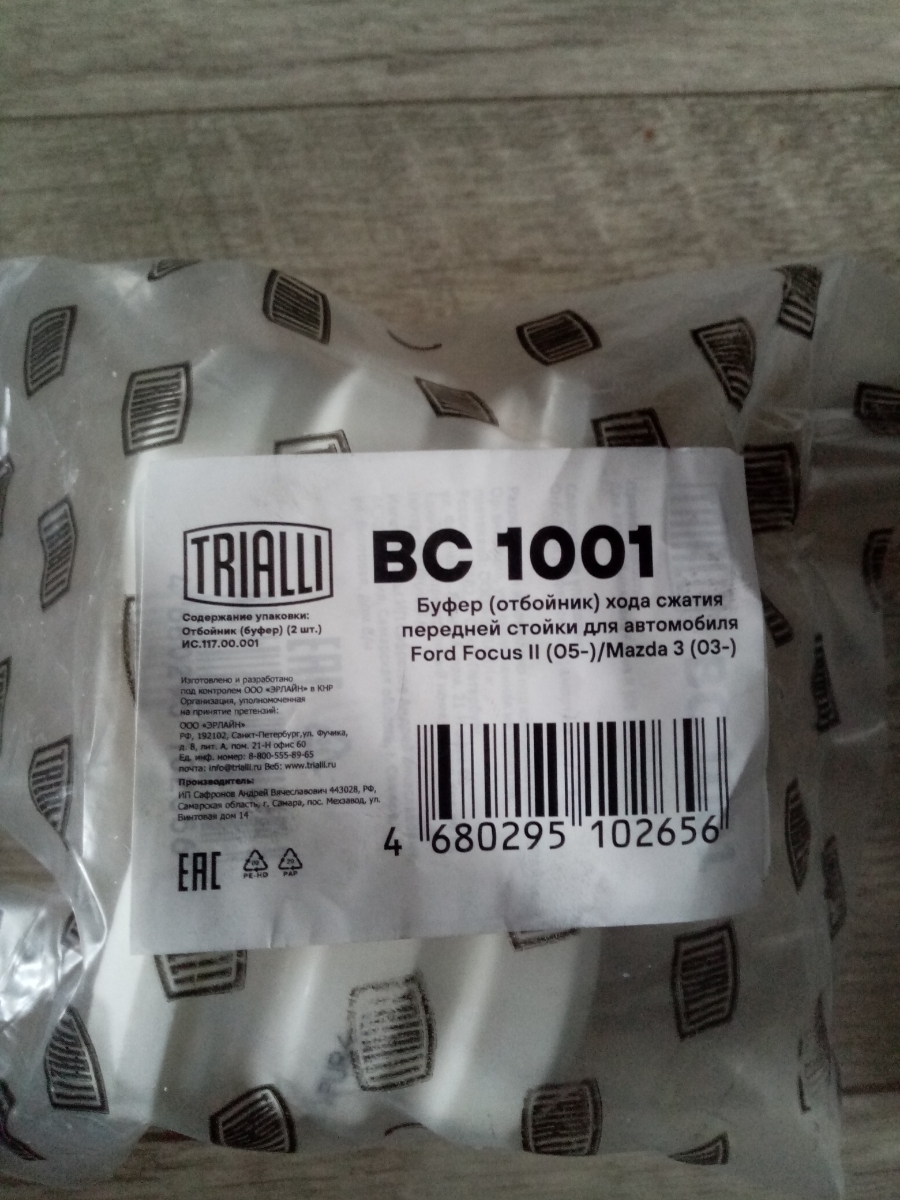 TRIALLI
BC 1001
Буфер (отбойник) хода сжатия
передней стойки для автомобиля
Ford Focus II (05-)/Mazda 3 (03-)
Содержание упаковки:
Отбойник (буфер) (2 шт.)
ИС.117.00.001
Изготовлено и разработано
под контролем ООО «ЭРЛАЙН» в КНР
Организация, уполномоченная
на принятие претензий:
ООО «ЭРЛАЙН»
РФ, 192102, Санкт-Петербург,ул. Фучика,
д. 8, лит. А, пом. 21-Н офис 60
Ед. инф. номер: 8-800-555-89-65
почта: info@trialli.ru Веб: www.trialli.ru
Производитель:
ИП Сафронов Андрей Вячеславович 443028, РФ,
Самарская область, г. Самара, пос. Мехзавод, ул.
Винтовая дом 14
EAC
PE-HD
20
PAP
4 680295 102656